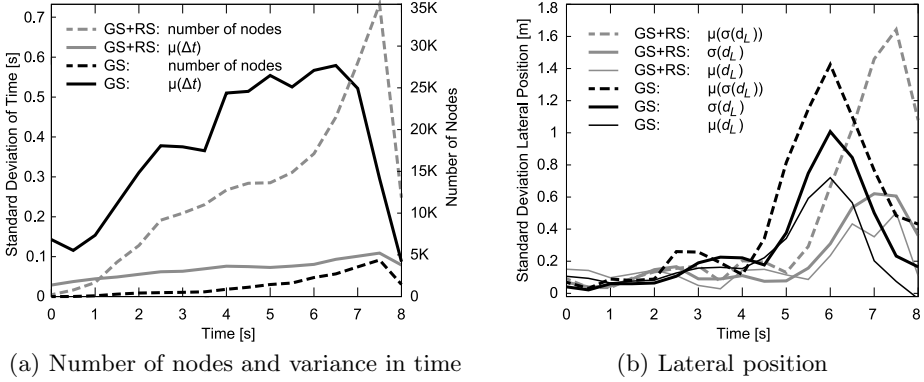 GS+RS: number of nodes
GS+RS: μ(Δt)
GS: number of nodes
GS: μ(Δt)
Standard Deviation of Time [s]
0.7
0.6
0.5
0.4
0.3
0.2
0.1
0
35K
30K
25K
20K
15K
10K
5K
0
Number of Nodes
0 1 2 3 4 5 6 7 8
Time [s]
(a) Number of nodes and variance in time
GS+RS: μ(σ(d_L))
GS+RS: σ(d_L)
GS+RS: μ(d_L)
GS: μ(σ(d_L))
GS: σ(d_L)
GS: μ(d_L)
Standard Deviation Lateral Position [m]
1.8
1.6
1.4
1.2
1
0.8
0.6
0.4
0.2
0
0 1 2 3 4 5 6 7 8
Time [s]
(b) Lateral position